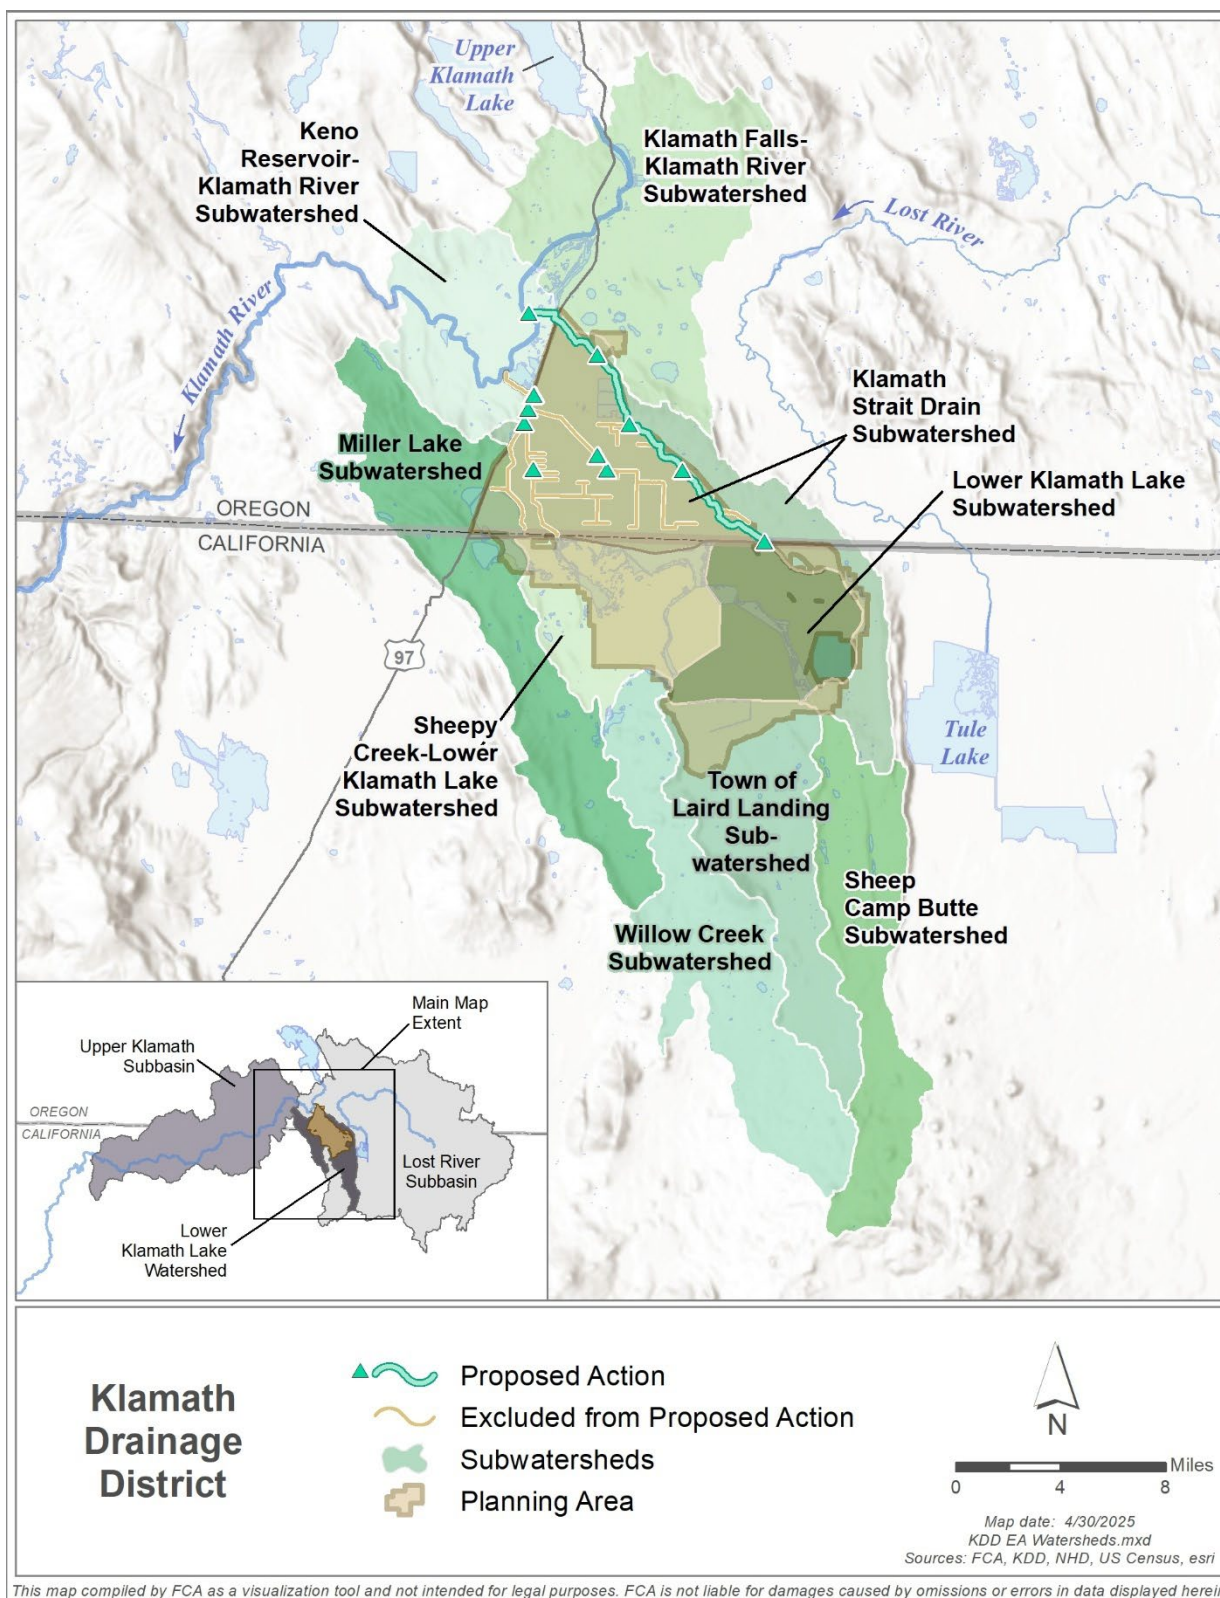 Upper
Klamath
Lake
Keno
Reservoir-
Klamath River
Subwatershed
Klamath Falls-
Klamath River
Subwatershed
Lost River
Klamath River
Klamath
Strait Drain
Subwatershed
Miller Lake
Subwatershed
Lower Klamath Lake
Subwatershed
OREGON
CALIFORNIA
97
Sheepy
Creek-Lower
Klamath Lake
Subwatershed
Tule
Lake
Town of
Laird Landing
Sub-
watershed
Sheep
Camp Butte
Subwatershed
Willow Creek
Subwatershed
Main Map
Extent
Upper Klamath
Subbasin
OREGON
CALIFORNIA
Lost River
Subbasin
Lower
Klamath Lake
Watershed
Klamath
Drainage
District
Proposed Action
Excluded from Proposed Action
Subwatersheds
Planning Area
N
Miles
0 4 8
Map date: 4/30/2025
KDD EA Watersheds.mxd
Sources: FCA, KDD, NHD, US Census, esri
This map compiled by FCA as a visualization tool and not intended for legal purposes. FCA is not liable for damages caused by omissions or errors in data displayed herein